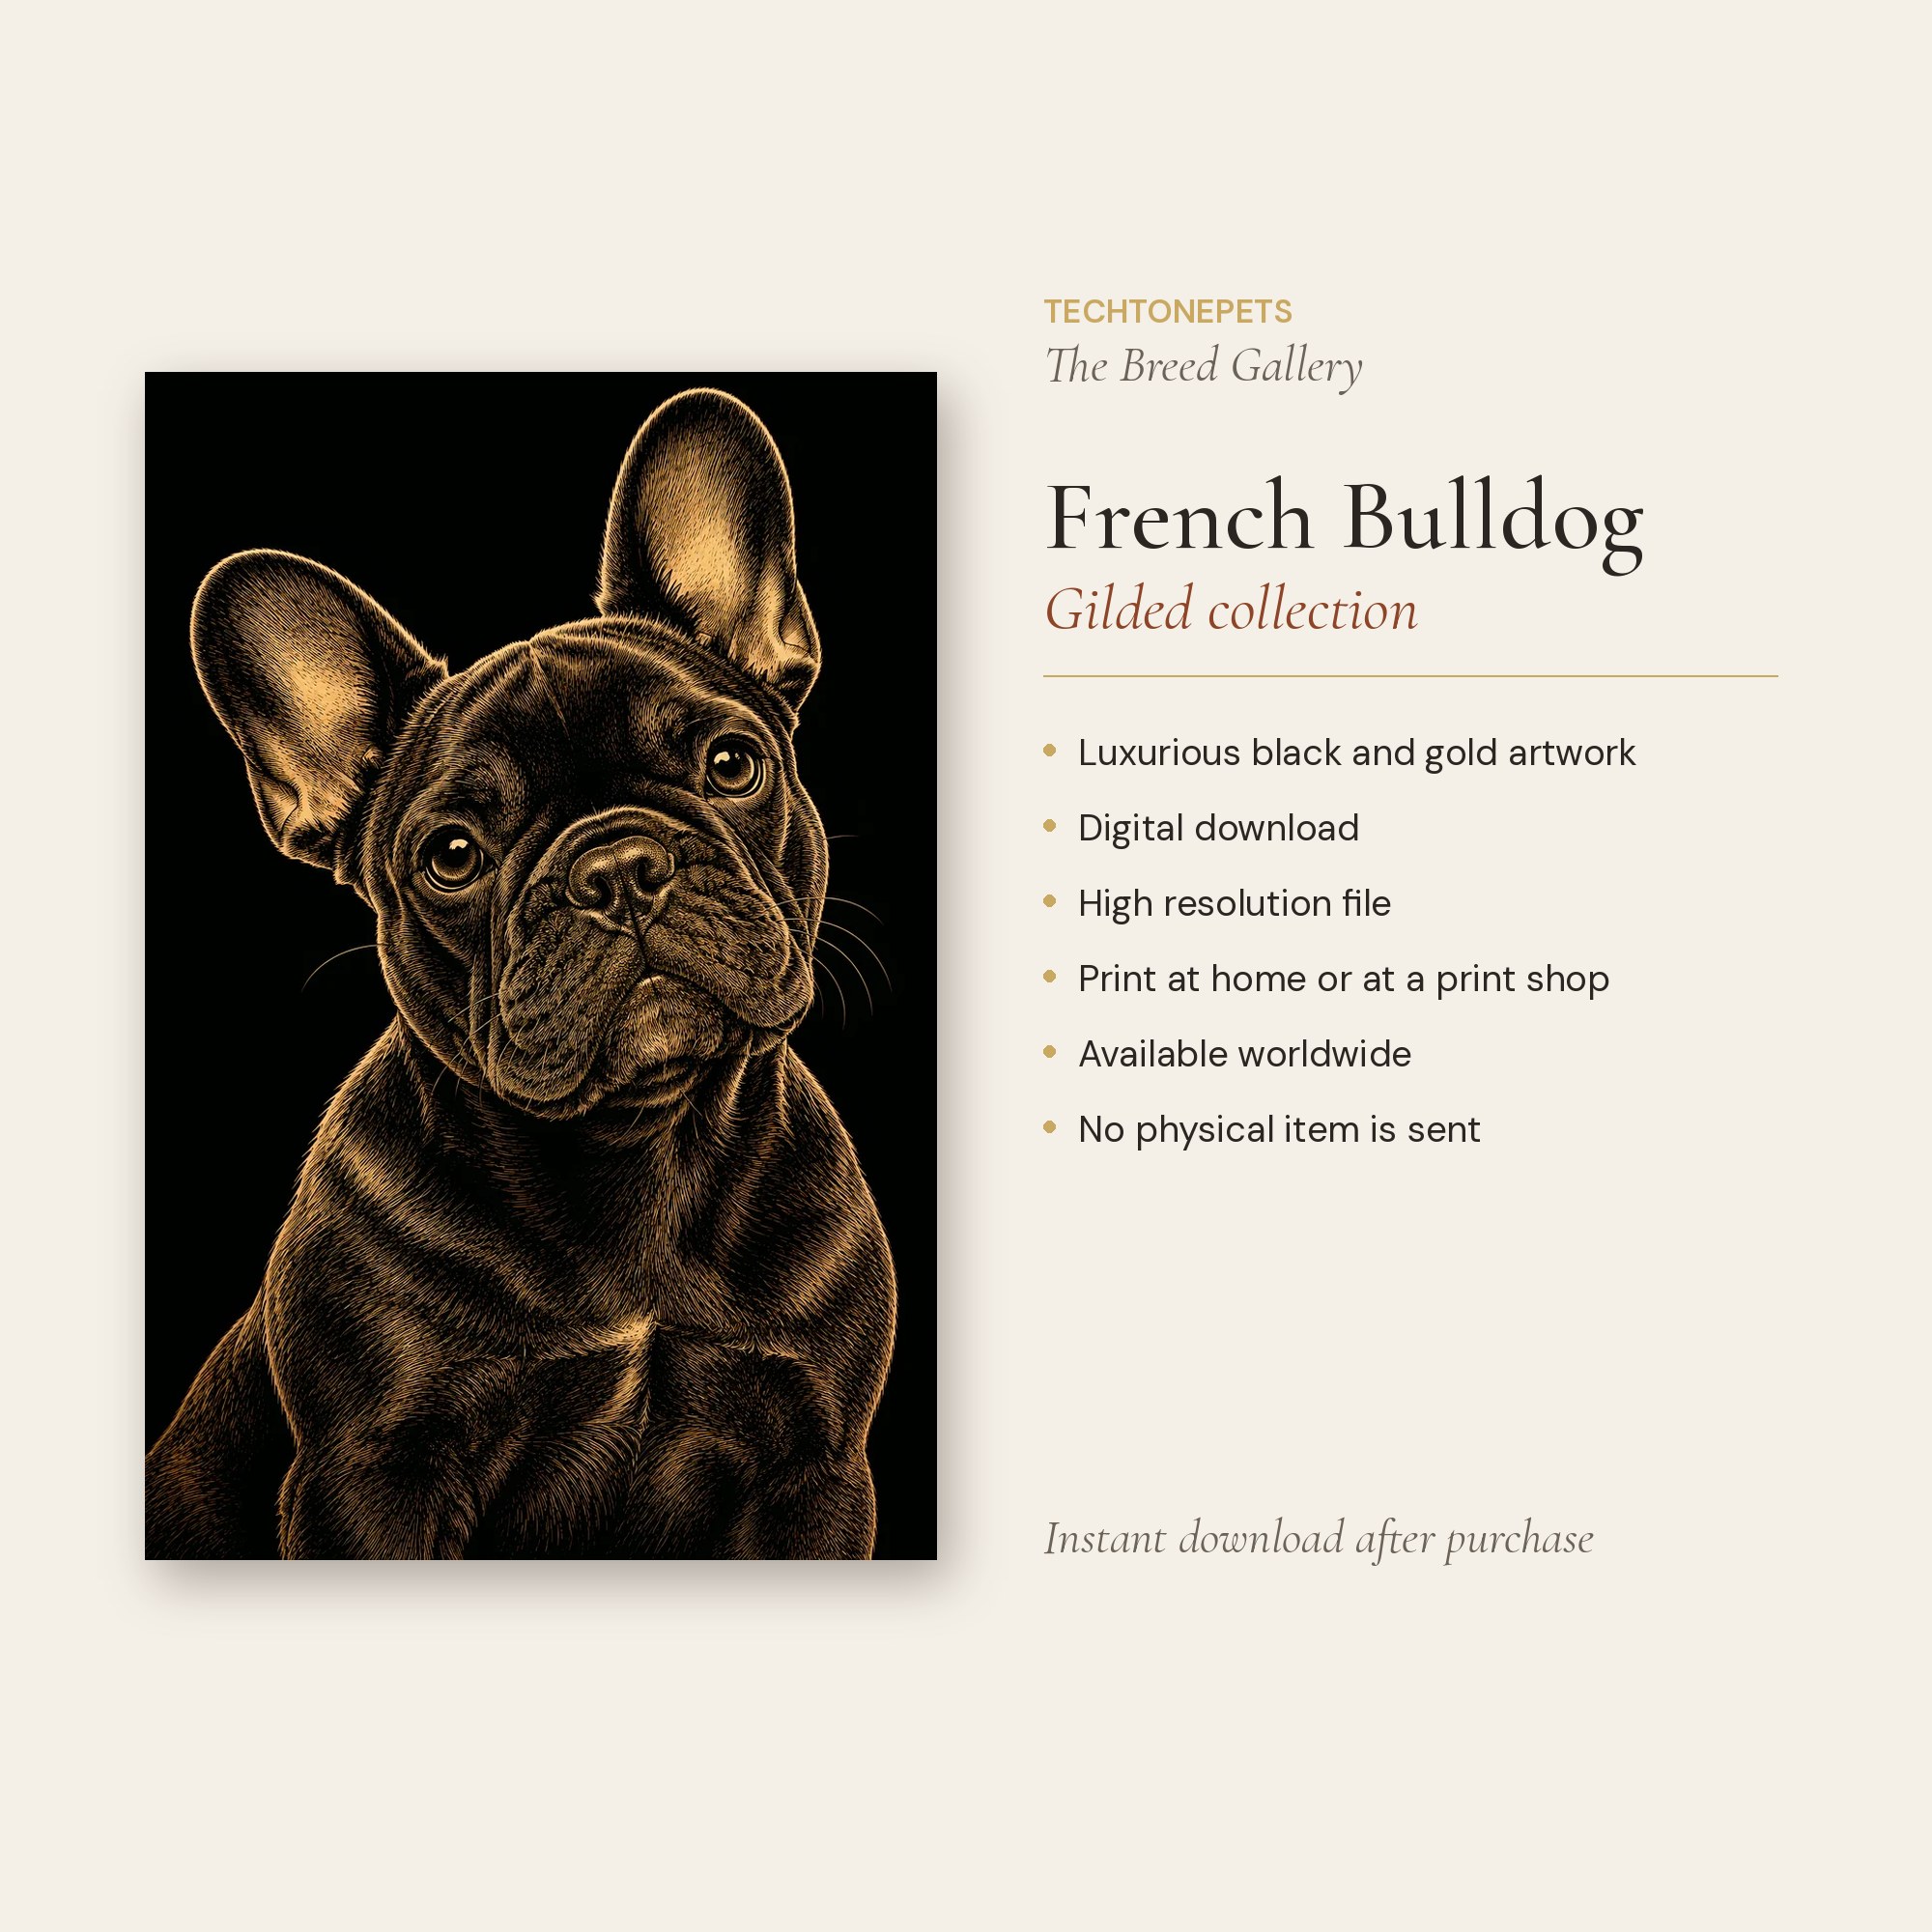 TECHTONEPETS
The Breed Gallery
French Bulldog
Gilded collection
Luxurious black and gold artwork
Digital download
High resolution file
Print at home or at a print shop
Available worldwide
No physical item is sent
Instant download after purchase